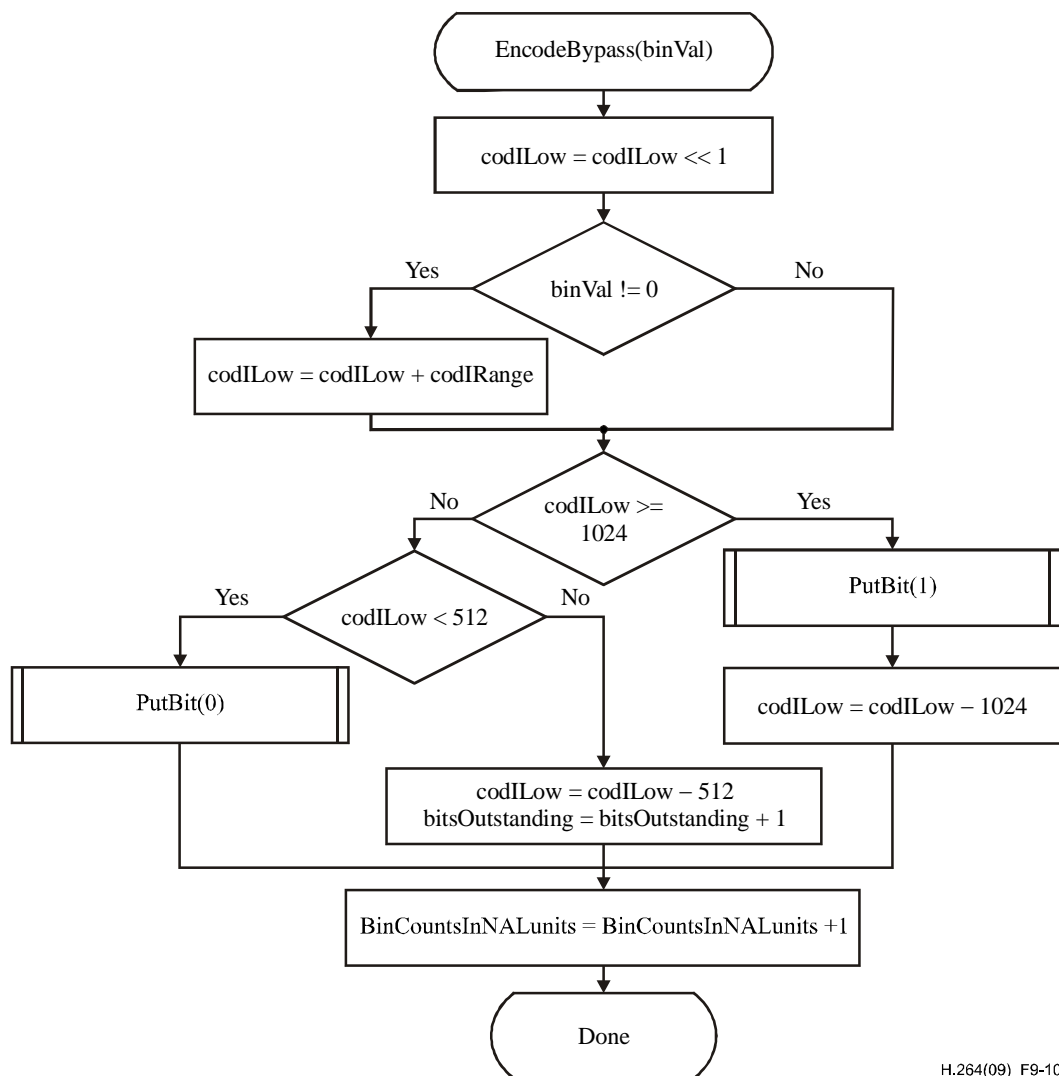 EncodeBypass(binVal)
codILow = codILow << 1
Yes
No
binVal != 0
codILow = codILow + codIRange
No
Yes
codILow >=
1024
Yes
No
PutBit(1)
codILow < 512
PutBit(0)
codILow = codILow − 1024
codILow = codILow − 512
bitsOutstanding = bitsOutstanding + 1
BinCountsInNALunits = BinCountsInNALunits +1
Done
H.264(09)_F9-10